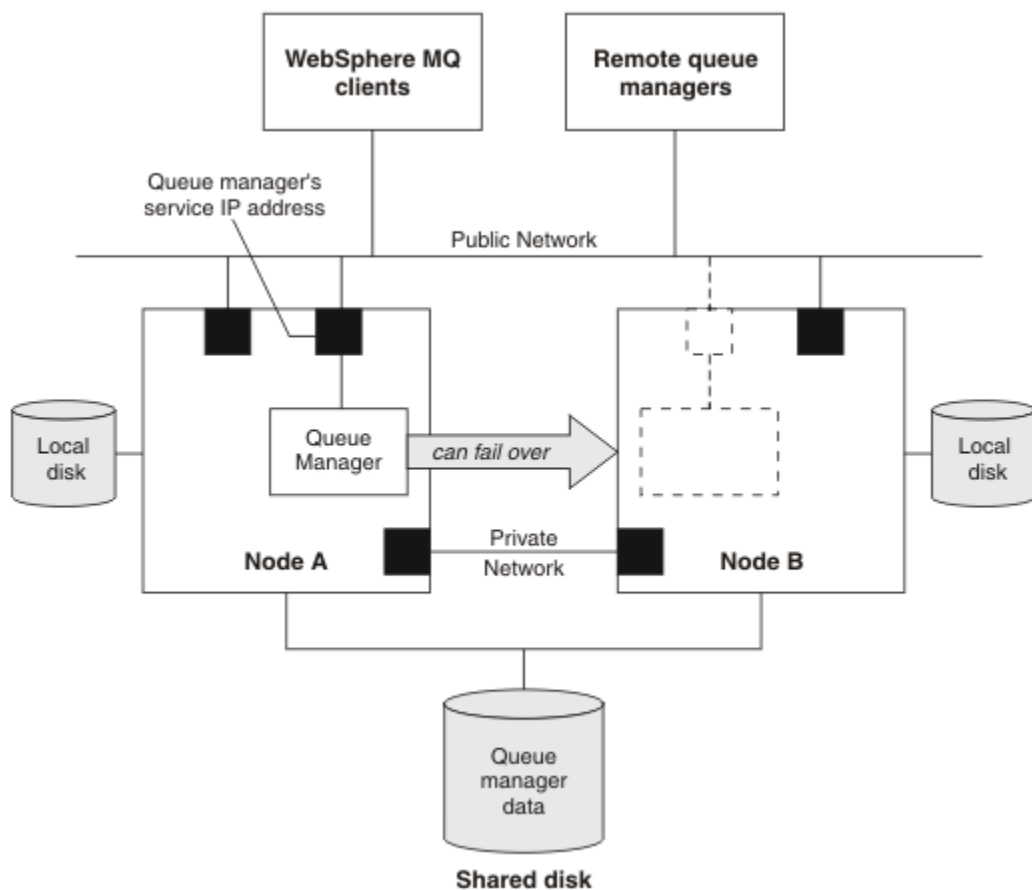 WebSphere MQ
clients
Remote queue
managers
Queue manager's
service IP address
Public Network
Local
disk
Queue
Manager
can fail over
Local
disk
Private
Network
Node A
Node B
Queue
manager
data
Shared disk